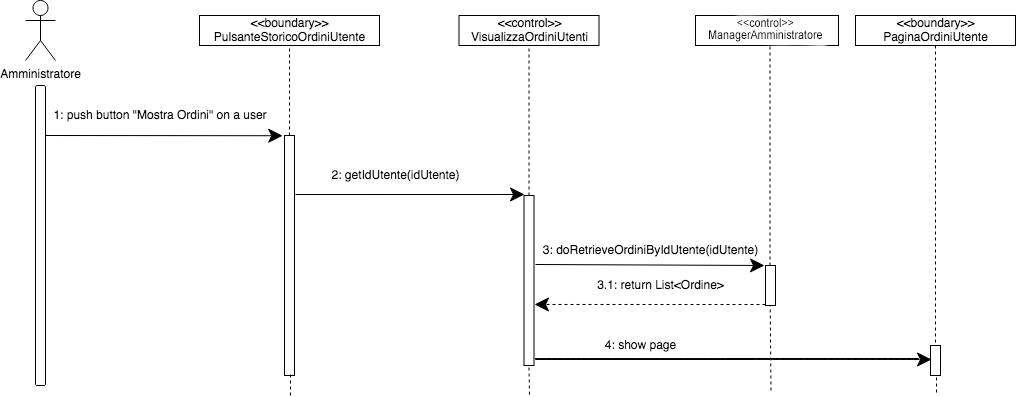 <<boundary>>
PulsanteStoricoOrdiniUtente
<<control>>
VisualizzaOrdiniUtenti
<<control>>
ManagerAmministratore
<<boundary>>
PaginaOrdiniUtente
Amministratore
1: push button "Mostra Ordini" on a user
2: getIdUtente(idUtente)
3: doRetrieveOrdiniByIdUtente(idUtente)
3.1: return List<Ordine>
4: show page